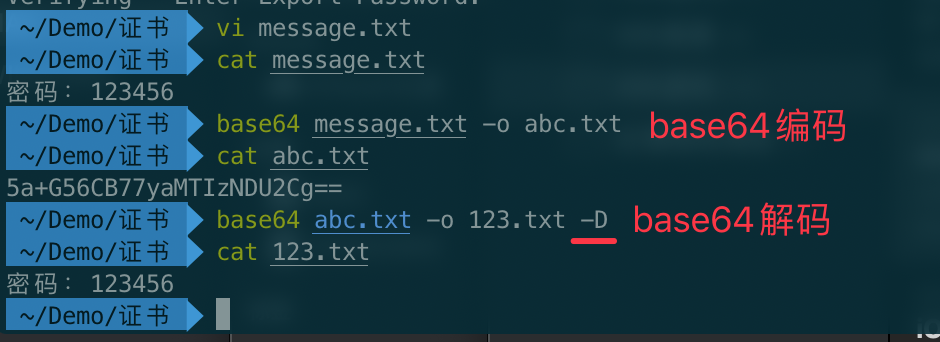 Verifying - Enter Export Password:
~/Demo/证书 vi message.txt
~/Demo/证书 cat message.txt
密码：123456
~/Demo/证书 base64 message.txt -o abc.txt base64编码
~/Demo/证书 cat abc.txt
5a+G56CB77yaMTIzNDU2Cg==
~/Demo/证书 base64 abc.txt -o 123.txt -D base64解码
~/Demo/证书 cat 123.txt
密码：123456
~/Demo/证书